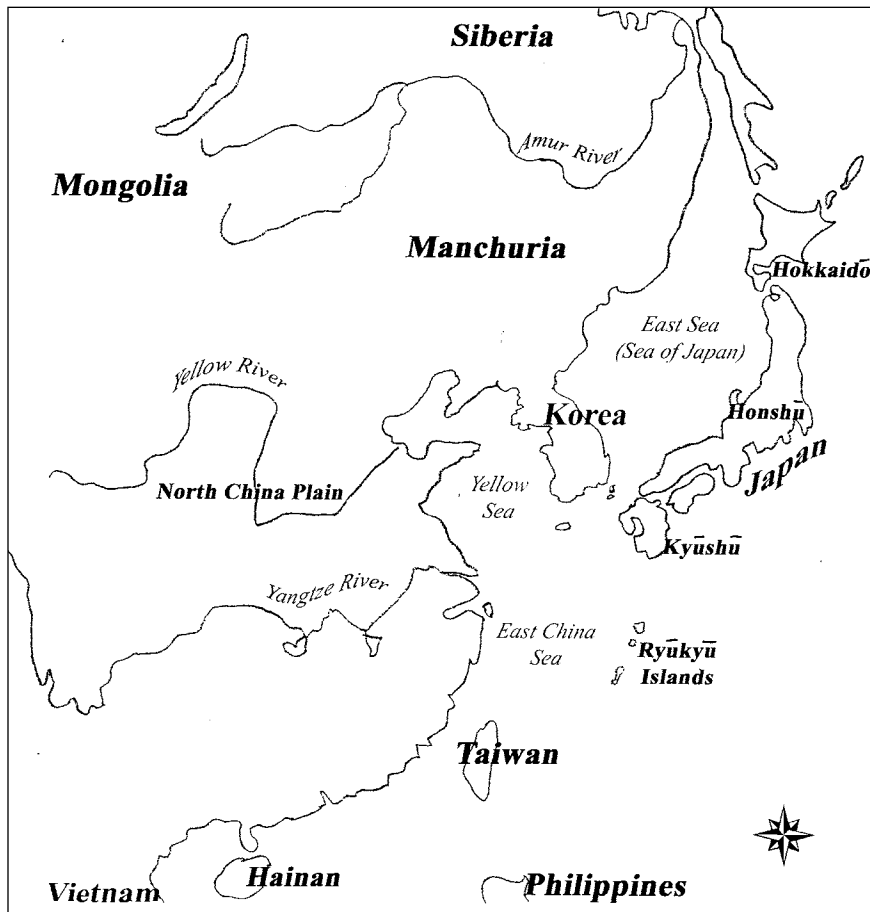 Siberia
Amur River
Mongolia
Manchuria
Hokkaidō
East Sea
(Sea of Japan)
Yellow River
Korea
Honshū
Japan
North China Plain
Yellow
Sea
Kyūshū
Yangtze River
East China
Sea
Ryūkyū
Islands
Taiwan
Vietnam
Hainan
Philippines